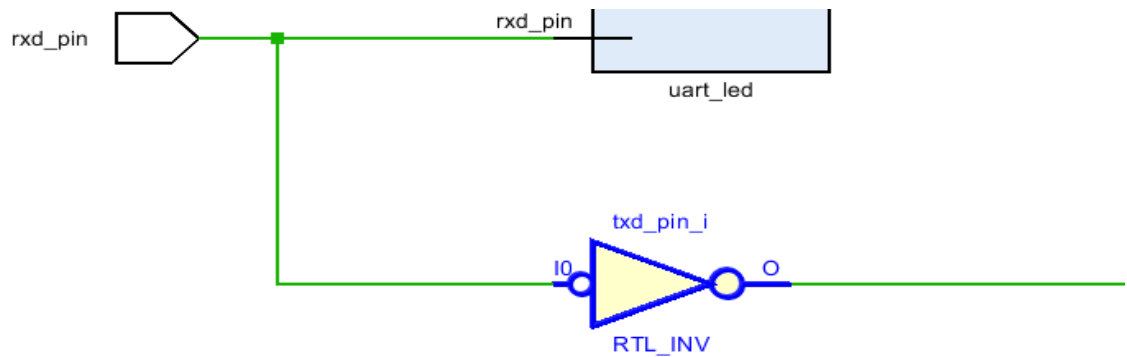 rxd_pin
rxd_pin
uart_led
txd_pin_i
I0
O
RTL_INV